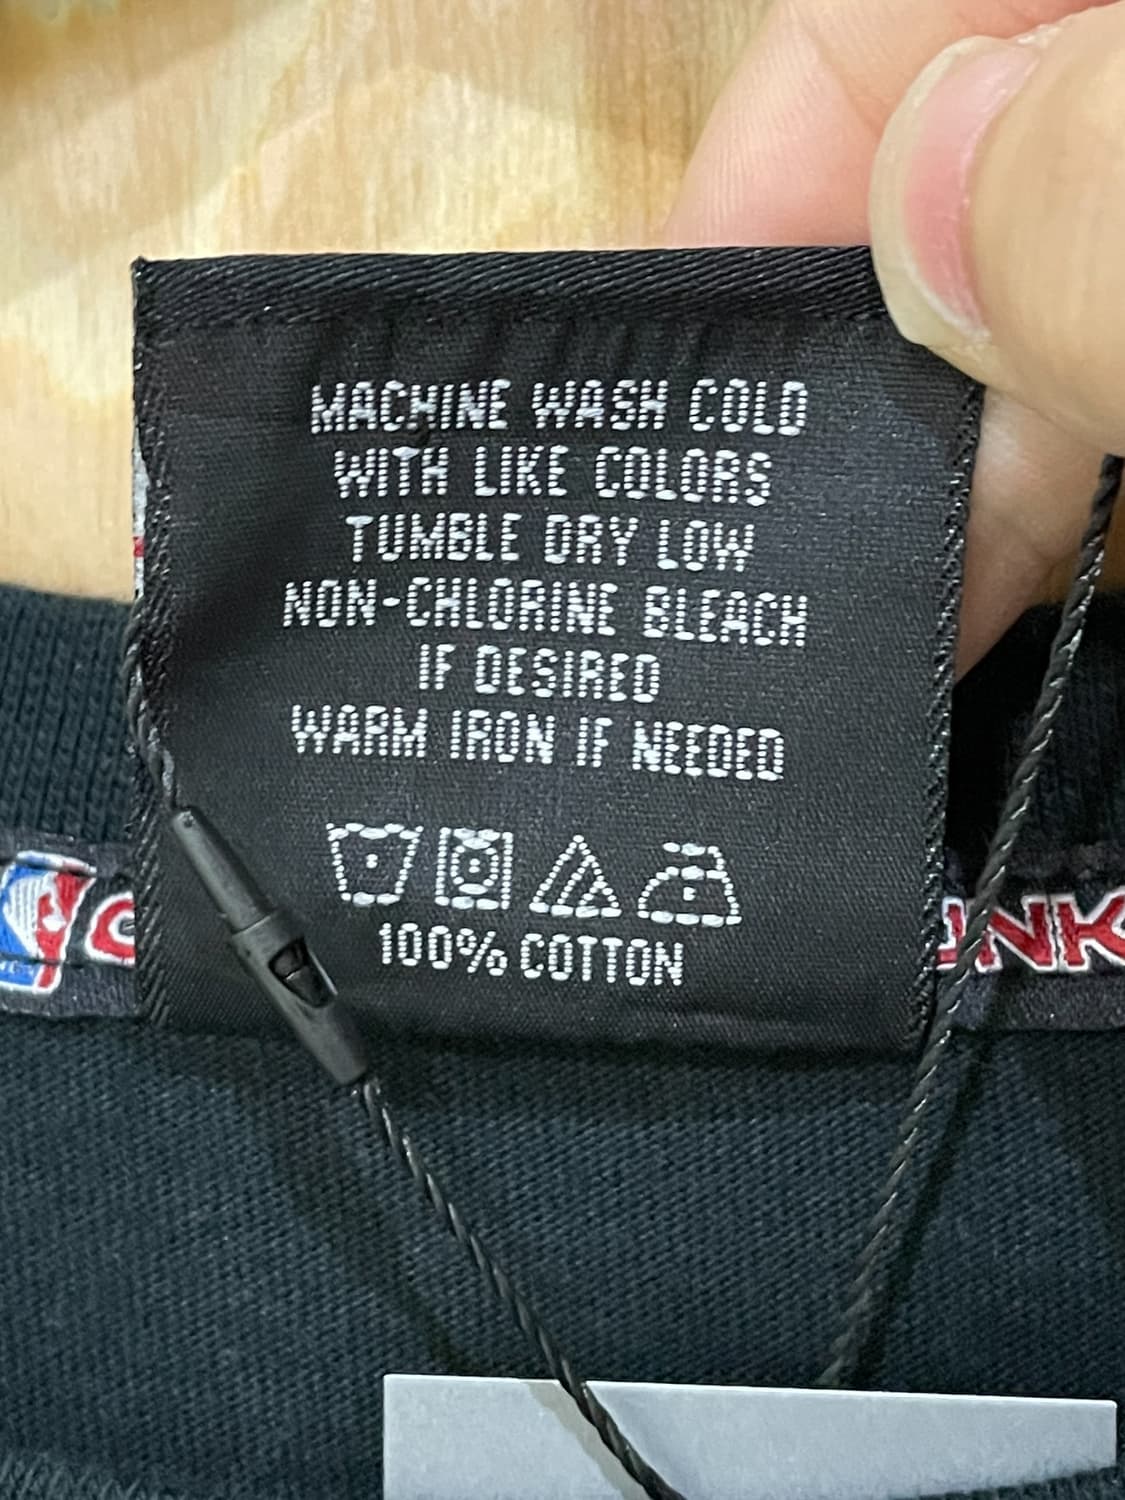 MACHINE WASH COLD
WITH LIKE COLORS
TUMBLE DRY LOW
NON-CHLORINE BLEACH
IF DESIRED
WARM IRON IF NEEDED
100% COTTON
NK